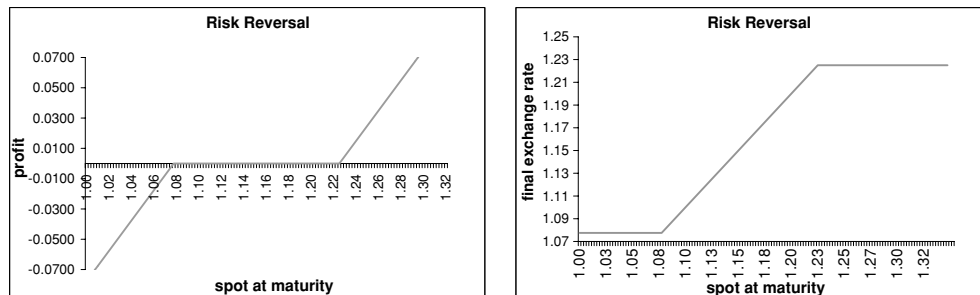 Risk Reversal
0.0700
0.0500
0.0300
0.0100
-0.0100
-0.0300
-0.0500
-0.0700
profit
1.00 1.02 1.04 1.06 1.08 1.10 1.12 1.14 1.16 1.18 1.20 1.22 1.24 1.26 1.28 1.30 1.32
spot at maturity
Risk Reversal
1.25
1.23
1.21
1.19
1.17
1.15
1.13
1.11
1.09
1.07
final exchange rate
1.00 1.03 1.05 1.08 1.10 1.13 1.15 1.18 1.20 1.23 1.25 1.27 1.30 1.32
spot at maturity